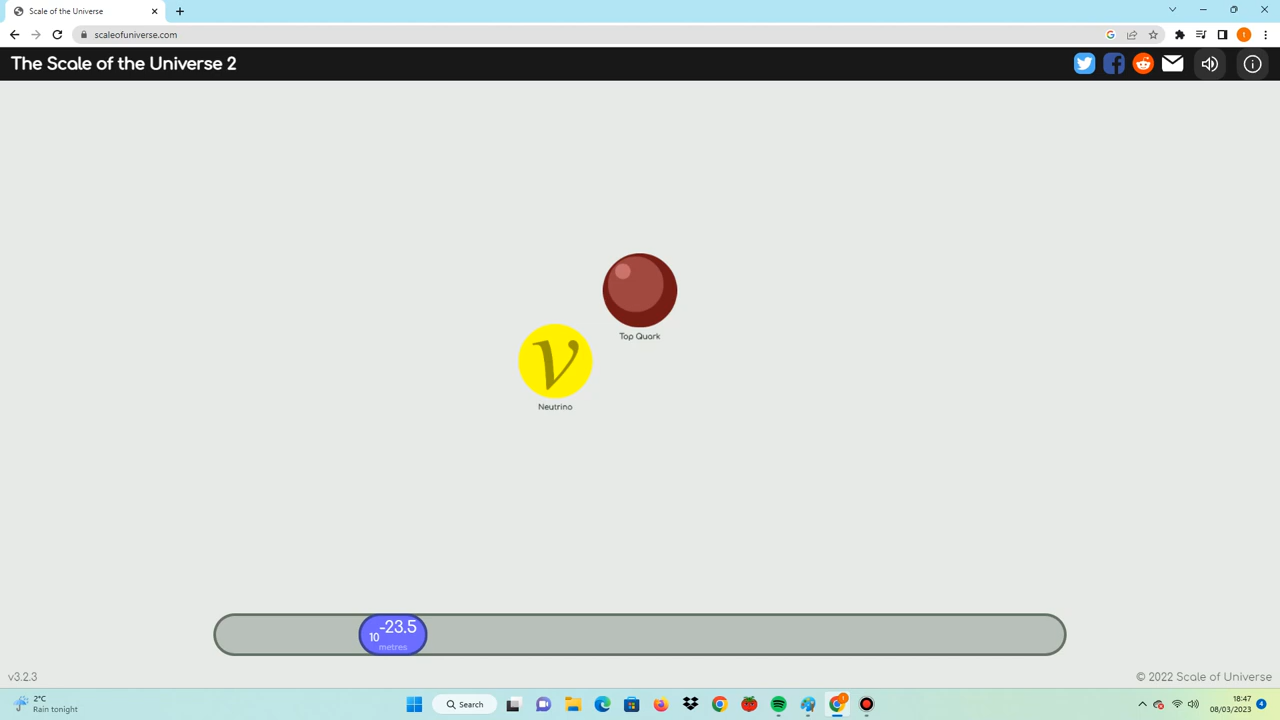 Scale of the Universe
scaleofuniverse.com
The Scale of the Universe 2
Top Quark
ν
Neutrino
10-23.5
metres
v3.2.3
© 2022 Scale of Universe
2°C
Rain tonight
Search
18:47
08/03/2023